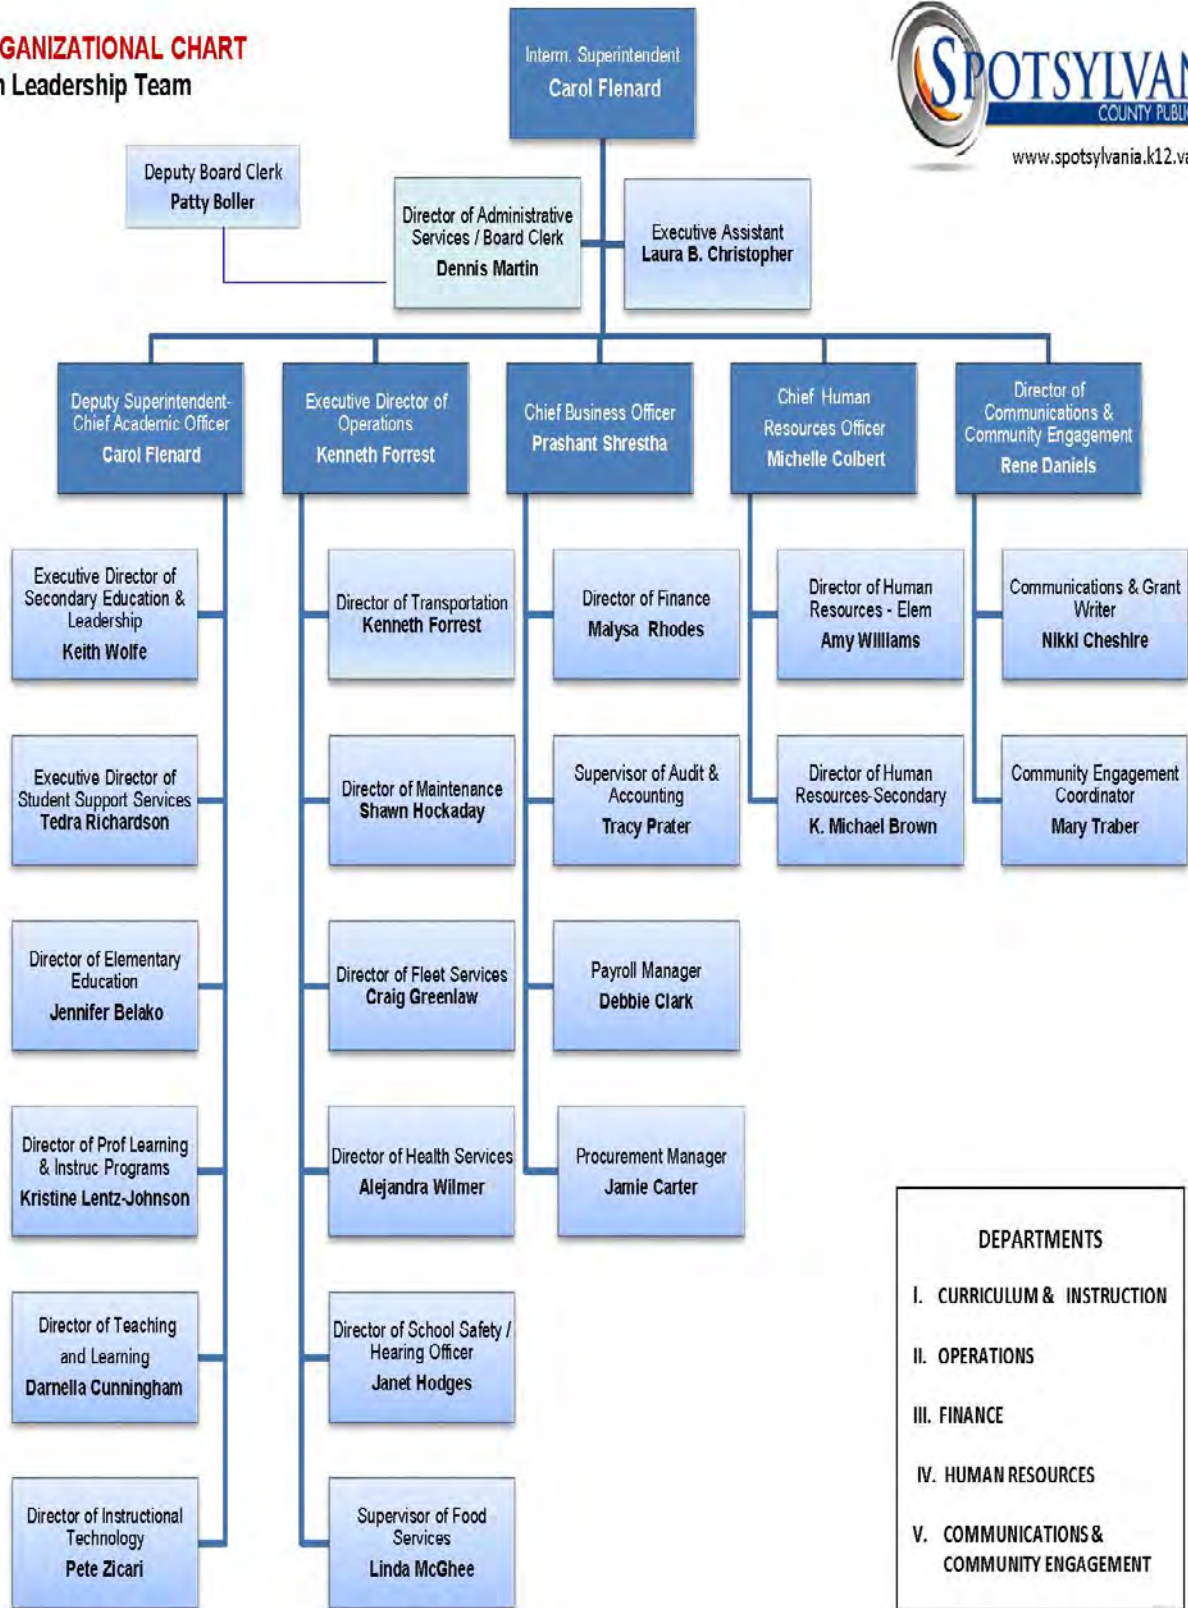 GANIZATIONAL CHART
Leadership Team
Interm. Superintendent
Carol Flenard
SPOTSYLVAN
COUNTY PUBLIC
www.spotsylvania.k12.va
Deputy Board Clerk
Patty Boller
Director of Administrative
Services / Board Clerk
Dennis Martin
Executive Assistant
Laura B. Christopher
Deputy Superintendent-
Chief Academic Officer
Carol Flenard
Executive Director of
Operations
Kenneth Forrest
Chief Business Officer
Prashant Shrestha
Chief Human
Resources Officer
Michelle Colbert
Director of
Communications &
Community Engagement
Rene Daniels
Executive Director of
Secondary Education &
Leadership
Keith Wolfe
Director of Transportation
Kenneth Forrest
Director of Finance
Malysa Rhodes
Director of Human
Resources - Elem
Amy Williams
Communications & Grant
Writer
Nikki Cheshire
Executive Director of
Student Support Services
Tedra Richardson
Director of Maintenance
Shawn Hockaday
Supervisor of Audit &
Accounting
Tracy Prater
Director of Human
Resources-Secondary
K. Michael Brown
Community Engagement
Coordinator
Mary Traber
Director of Elementary
Education
Jennifer Belako
Director of Fleet Services
Craig Greenlaw
Payroll Manager
Debbie Clark
Director of Prof Learning
& Instruc Programs
Kristine Lentz-Johnson
Director of Health Services
Alejandra Wilmer
Procurement Manager
Jamie Carter
Director of Teaching
and Learning
Darnella Cunningham
Director of School Safety /
Hearing Officer
Janet Hodges
Director of Instructional
Technology
Pete Zicari
Supervisor of Food
Services
Linda McGhee
DEPARTMENTS
I. CURRICULUM & INSTRUCTION
II. OPERATIONS
III. FINANCE
IV. HUMAN RESOURCES
V. COMMUNICATIONS &
COMMUNITY ENGAGEMENT